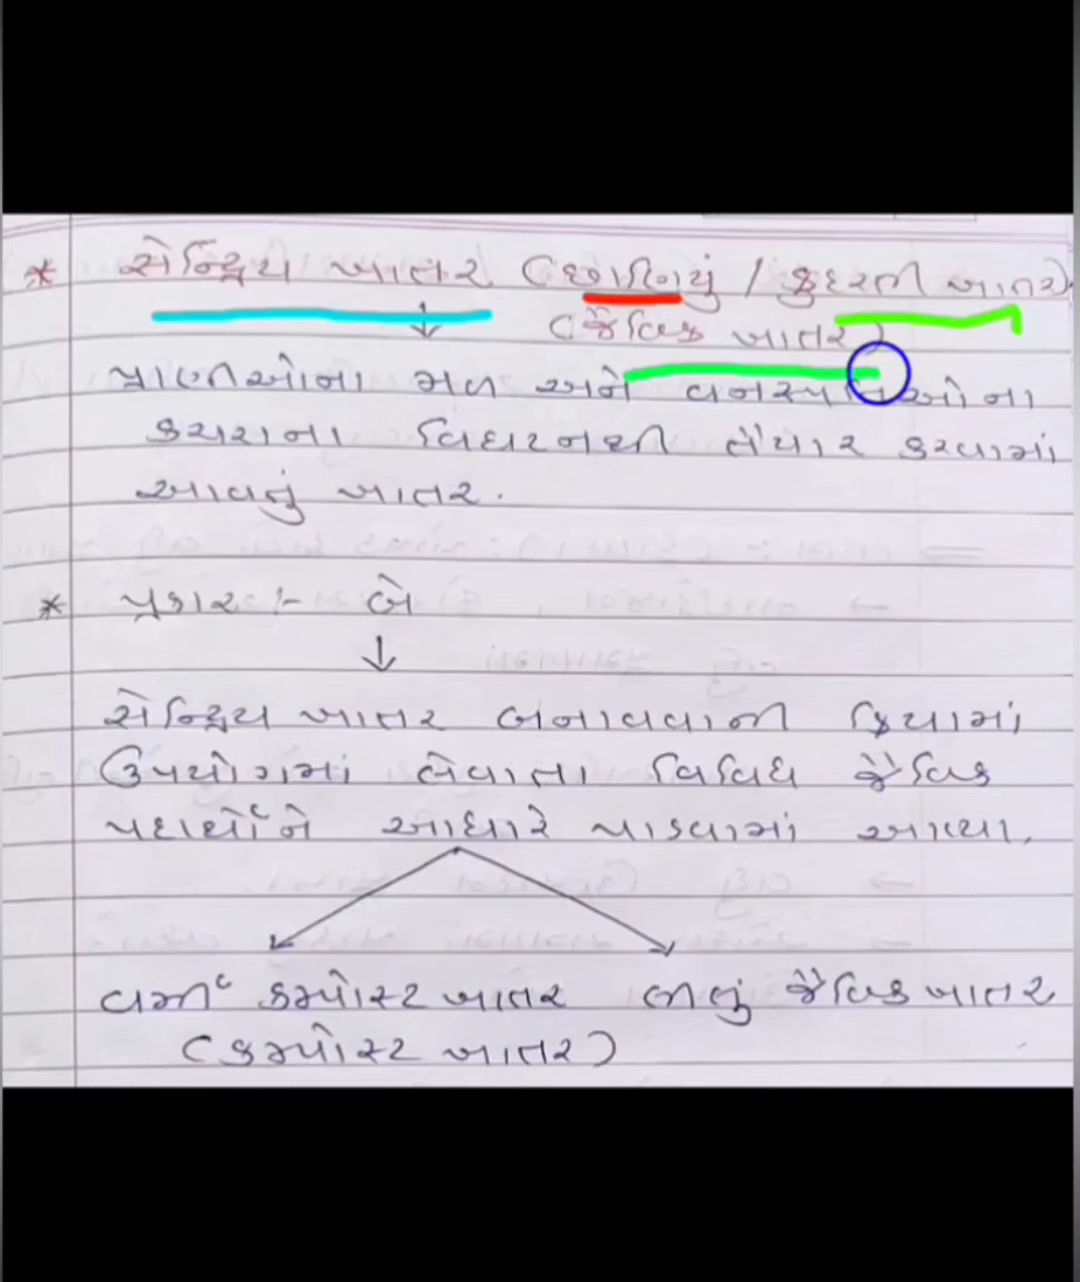 * સેન્દ્રિય ખાતર (છાણિયું / કુદરતી ખાતર)
↓ (જૈવિક ખાતર)
પ્રાણીઓના મળ અને વનસ્પતિઓના
કચરાના વિઘટનથી તૈયાર કરવામાં
આવતું ખાતર.
* પ્રકાર :- બે
↓
સેન્દ્રિય ખાતર બનાવવાની ક્રિયામાં
ઉપયોગમાં લેવાતા વિવિધ જૈવિક
પદાર્થોને આધારે પાડવામાં આવ્યા.
વર્મી કમ્પોસ્ટ ખાતર લીલું જૈવિક ખાતર
(કમ્પોસ્ટ ખાતર)